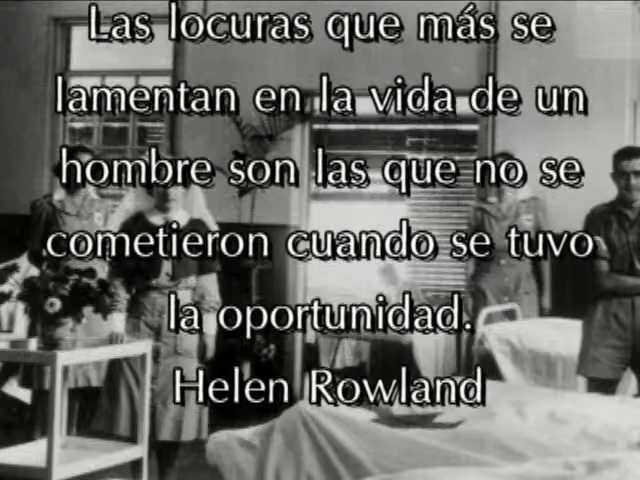 Las locuras que más se
lamentan en la vida de un
hombre son las que no se
cometieron cuando se tuvo
la oportunidad.
Helen Rowland